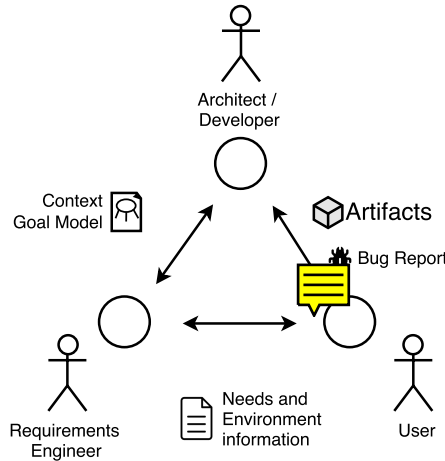 Architect /
Developer
Context
Goal Model
Artifacts
Bug Report
Needs and
Environment
information
Requirements
Engineer
User